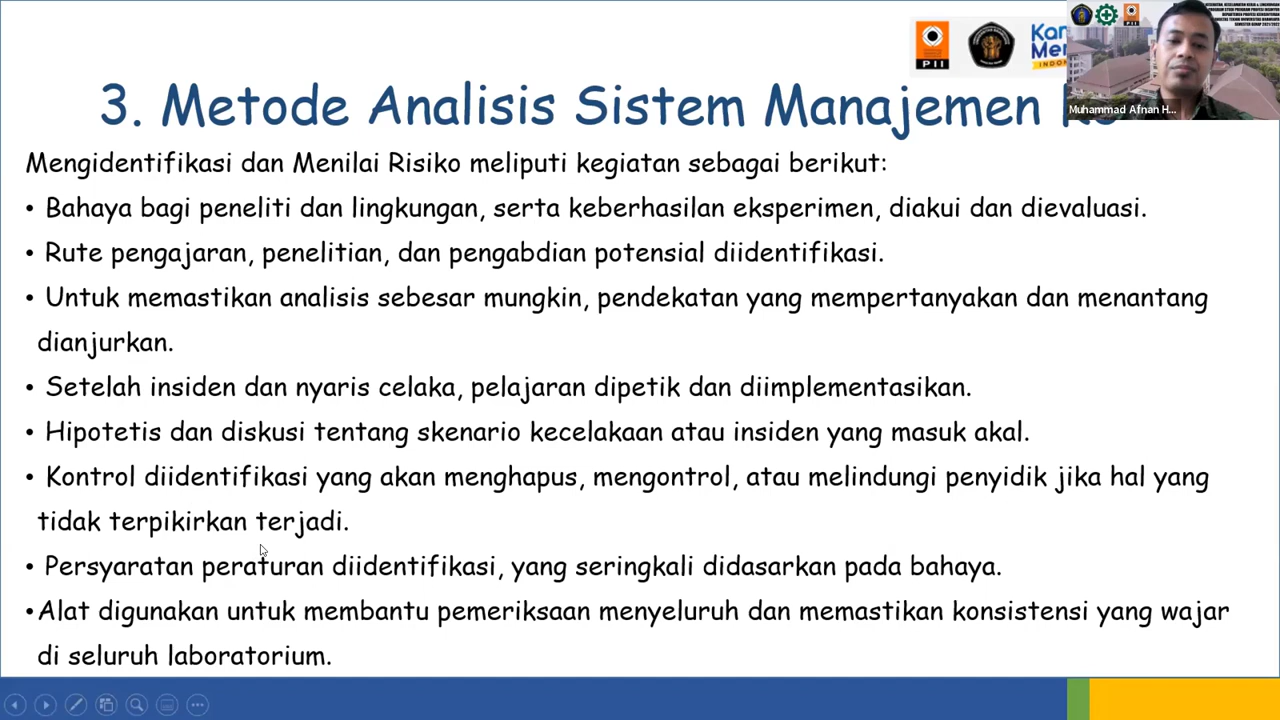 PII
Kan
Mer
INDON
Muhammad Afnan H...
3. Metode Analisis Sistem Manajemen
Mengidentifikasi dan Menilai Risiko meliputi kegiatan sebagai berikut:
• Bahaya bagi peneliti dan lingkungan, serta keberhasilan eksperimen, diakui dan dievaluasi.
• Rute pengajaran, penelitian, dan pengabdian potensial diidentifikasi.
• Untuk memastikan analisis sebesar mungkin, pendekatan yang mempertanyakan dan menantang
dianjurkan.
• Setelah insiden dan nyaris celaka, pelajaran dipetik dan diimplementasikan.
• Hipotetis dan diskusi tentang skenario kecelakaan atau insiden yang masuk akal.
• Kontrol diidentifikasi yang akan menghapus, mengontrol, atau melindungi penyidik jika hal yang
tidak terpikirkan terjadi.
• Persyaratan peraturan diidentifikasi, yang seringkali didasarkan pada bahaya.
•Alat digunakan untuk membantu pemeriksaan menyeluruh dan memastikan konsistensi yang wajar
di seluruh laboratorium.